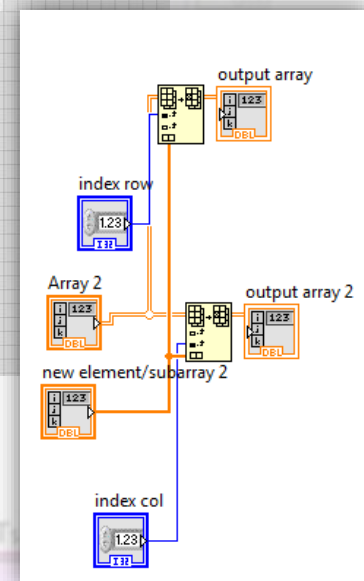 output array
i 123
j
k
DBL
index row
1.23
I32
Array 2
i 123
j
k
DBL
output array 2
i 123
j
k
DBL
new element/subarray 2
i 123
j
k
DBL
index col
1.23
I32